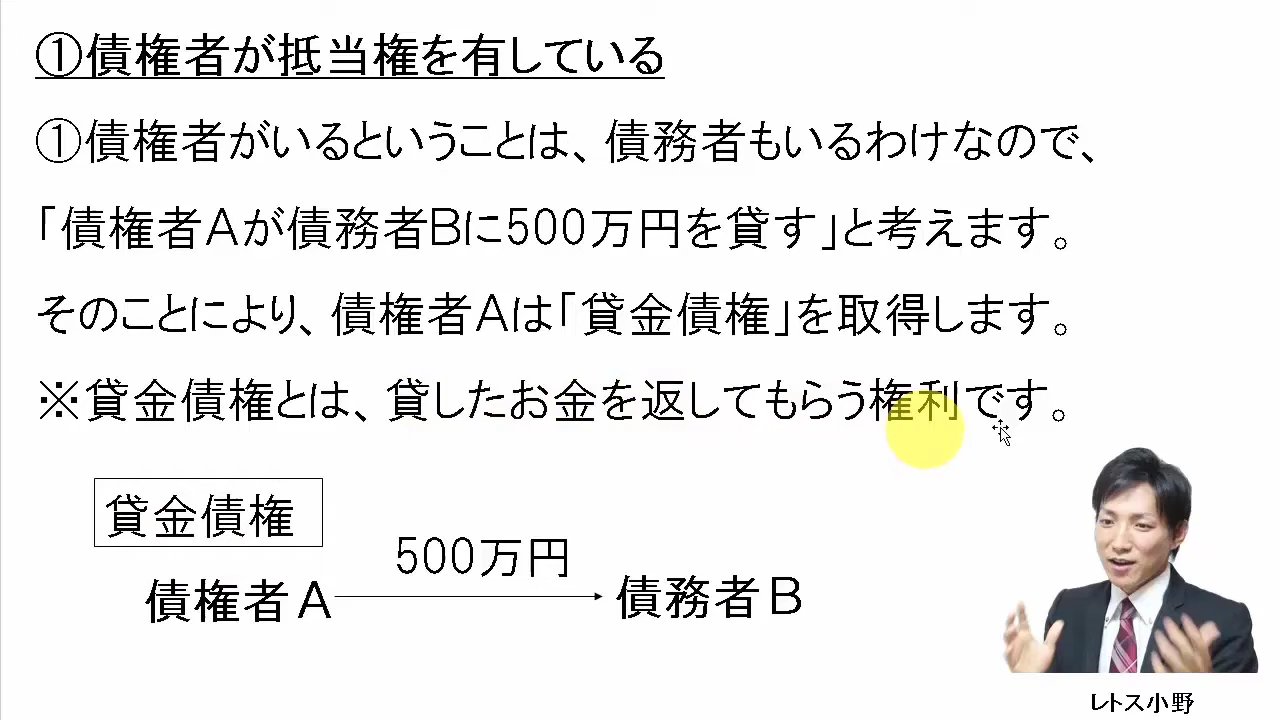 ①債権者が抵当権を有している
①債権者がいるということは、債務者もいるわけなので、
「債権者Aが債務者Bに500万円を貸す」と考えます。
そのことにより、債権者Aは「貸金債権」を取得します。
※貸金債権とは、貸したお金を返してもらう権利です。
貸金債権
500万円
債権者A
債務者B
レトス小野